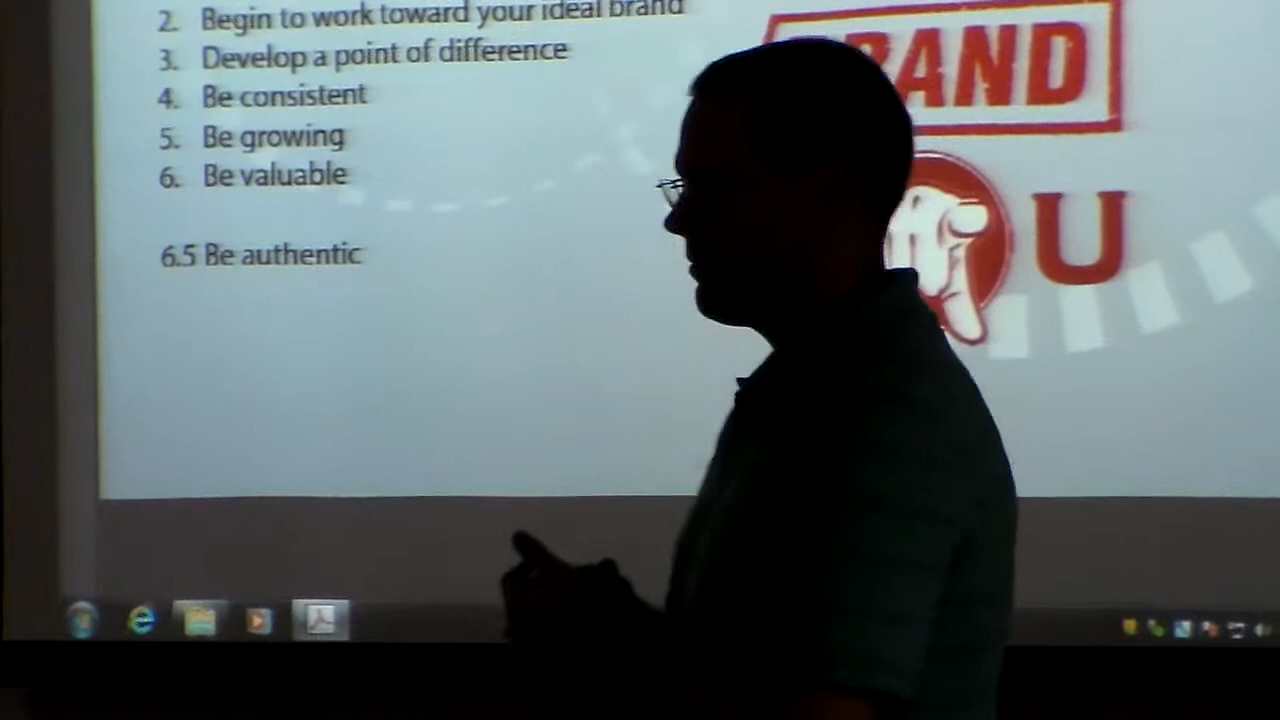 2. Begin to work toward your ideal brand
3. Develop a point of difference
4. Be consistent
5. Be growing
6. Be valuable
6.5 Be authentic
BRAND
U